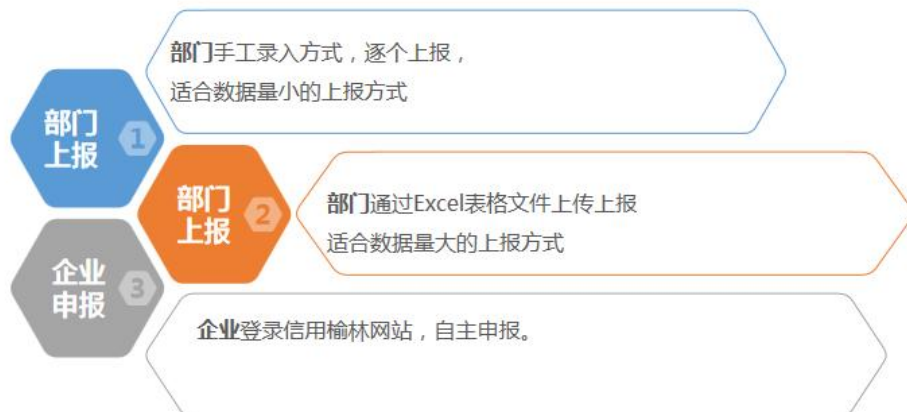 部门手工录入方式，逐个上报，
适合数据量小的上报方式
部门
上报
1
部门
上报
2
部门通过Excel表格文件上传上报
适合数据量大的上报方式
企业
申报
3
企业登录信用榆林网站，自主申报。